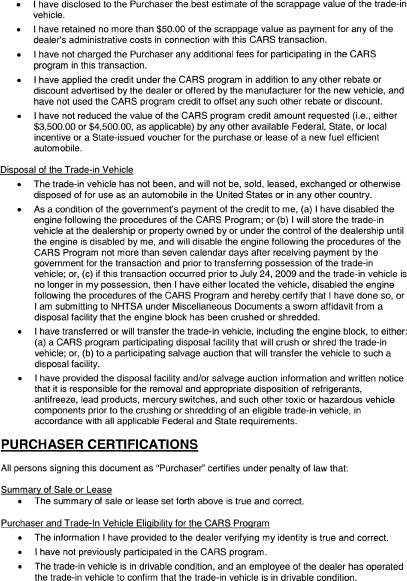 • I have disclosed to the Purchaser the best estimate of the scrappage value of the trade-in
vehicle.
• I have retained no more than $50.00 of the scrappage value as payment for any of the
dealer's administrative costs in connection with this CARS transaction.
• I have not charged the Purchaser any additional fees for participating in the CARS
program in this transaction.
• I have applied the credit under the CARS program in addition to any other rebate or
discount advertised by the dealer or offered by the manufacturer for the new vehicle, and
have not used the CARS program credit to offset any such other rebate or discount.
• I have not reduced the value of the CARS program credit amount requested (i.e., either
$3,500.00 or $4,500.00, as applicable) by any other available Federal, State, or local
incentive or a State-issued voucher for the purchase or lease of a new fuel efficient
automobile.
Disposal of the Trade-in Vehicle
• The trade-in vehicle has not been, and will not be, sold, leased, exchanged or otherwise
disposed of for use as an automobile in the United States or in any other country.
• As a condition of the government's payment of the credit to me, (a) I have disabled the
engine following the procedures of the CARS Program; or (b) I will store the trade-in
vehicle at the dealership or property owned by or under the control of the dealership until
the engine is disabled by me, and will disable the engine following the procedures of the
CARS Program not more than seven calendar days after receiving payment by the
government for the transaction and prior to transferring possession of the trade-in
vehicle; or, (c) if this transaction occurred prior to July 24, 2009 and the trade-in vehicle is
no longer in my possession, then I have either located the vehicle, disabled the engine
following the procedures of the CARS Program and hereby certify that I have done so, or
I am submitting to NHTSA under Miscellaneous Documents a sworn affidavit from a
disposal facility that the engine block has been crushed or shredded.
• I have transferred or will transfer the trade-in vehicle, including the engine block, to either:
(a) a CARS program participating disposal facility that will crush or shred the trade-in
vehicle; or, (b) to a participating salvage auction that will transfer the vehicle to such a
disposal facility.
• I have provided the disposal facility and/or salvage auction information and written notice
that it is responsible for the removal and appropriate disposition of refrigerants,
antifreeze, lead products, mercury switches, and such other toxic or hazardous vehicle
components prior to the crushing or shredding of an eligible trade-in vehicle, in
accordance with all applicable Federal and State requirements.
PURCHASER CERTIFICATIONS
All persons signing this document as “Purchaser” certifies under penalty of law that:
Summary of Sale or Lease
• The summary of sale or lease set forth above is true and correct.
Purchaser and Trade-In Vehicle Eligibility for the CARS Program
• The information I have provided to the dealer verifying my identity is true and correct.
• I have not previously participated in the CARS program.
• The trade-in vehicle is in drivable condition, and an employee of the dealer has operated
the trade-in vehicle to confirm that the trade-in vehicle is in drivable condition.